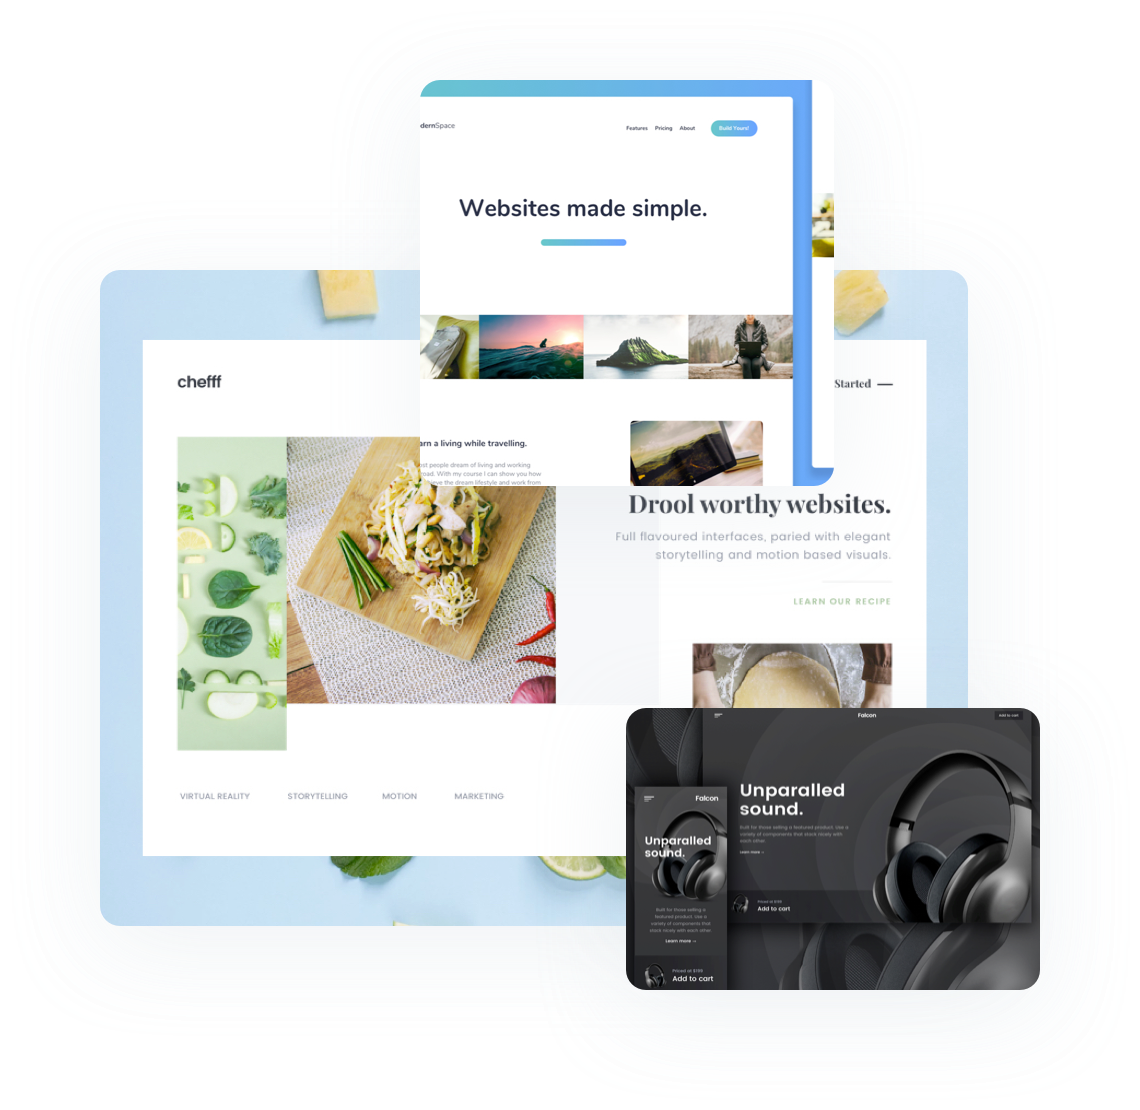 dernSpace
Features Pricing About Build Yours!
Websites made simple.
arn a living while travelling.
st people dream of living and working
road. With my course I can show you how
ieve the dream lifestyle and work from
chefff
Started
Drool worthy websites.
Full flavoured interfaces, paried with elegant
storytelling and motion based visuals.
LEARN OUR RECIPE
VIRTUAL REALITY STORYTELLING MOTION MARKETING
Falcon Add to cart
Unparalled
sound.
Built for those selling a featured product. Use a
variety of components that stack nicely with
each other.
Learn more →
Priced at $199
Add to cart
Falcon
Unparalled
sound.
Built for those selling a
featured product. Use a
variety of components that
stack nicely with each other.
Learn more →
Priced at $199
Add to cart